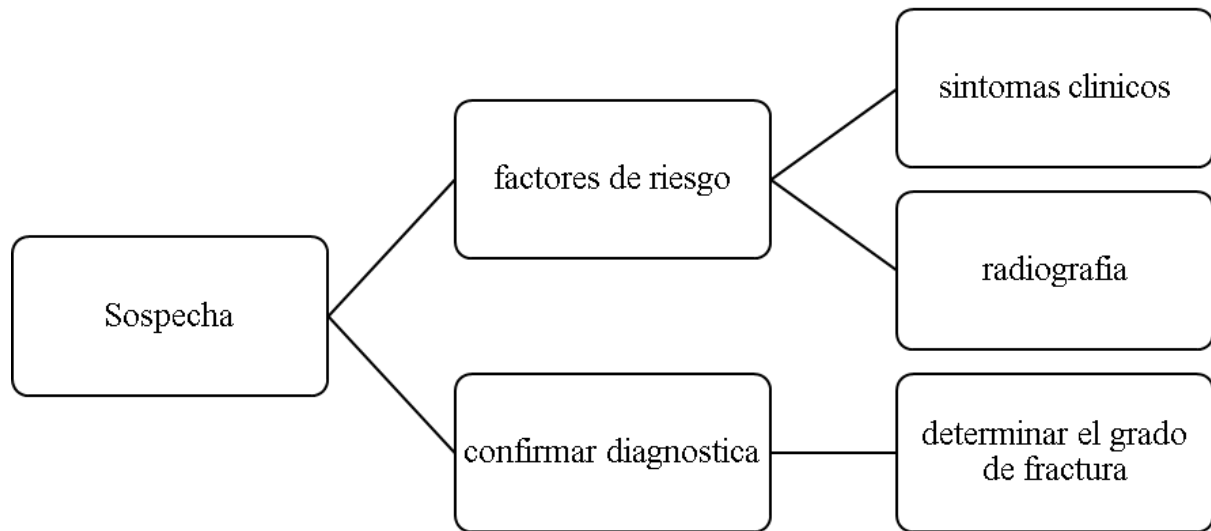 Sospecha
factores de riesgo
sintomas clinicos
radiografia
confirmar diagnostica
determinar el grado
de fractura